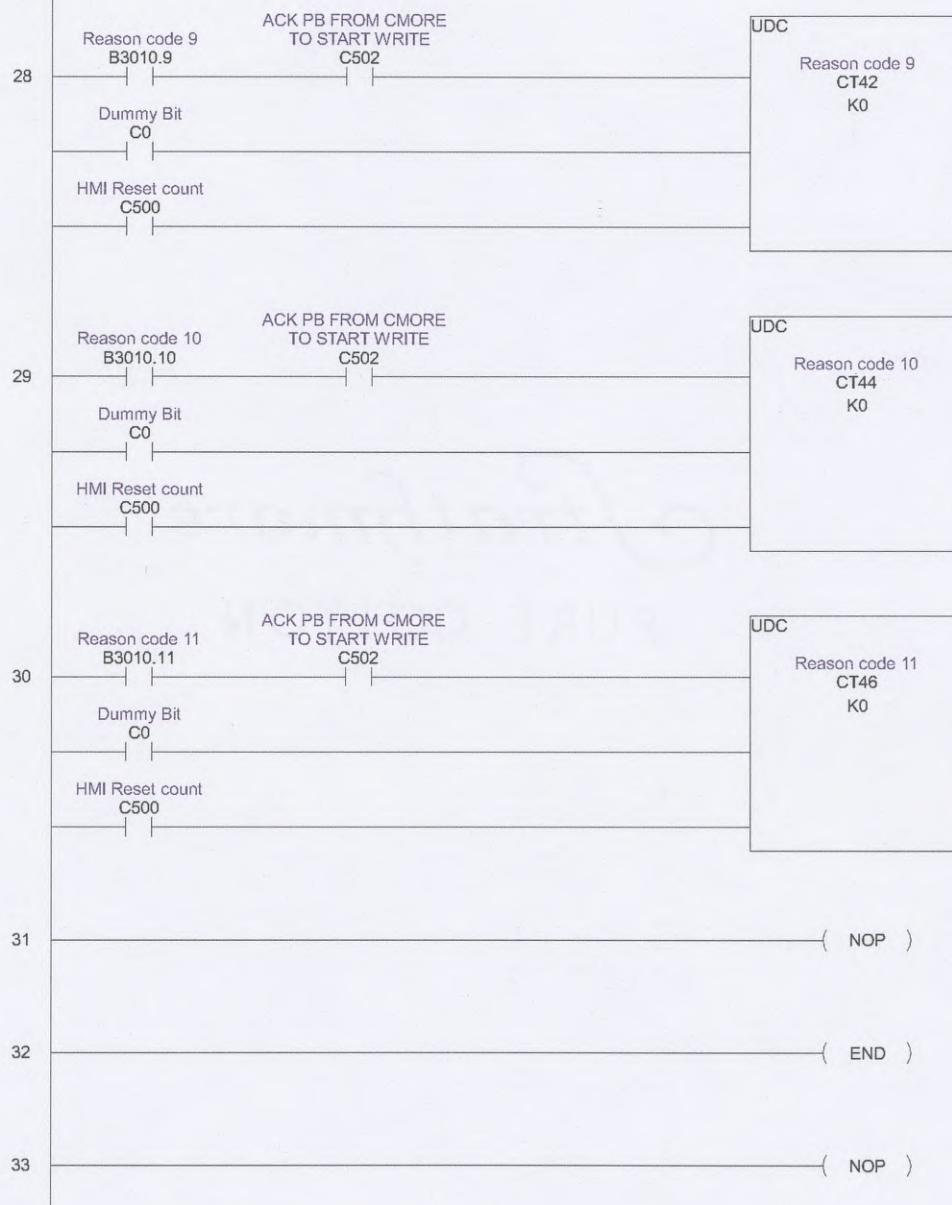 ACK PB FROM CMORE
Reason code 9 TO START WRITE
B3010.9 C502
28
UDC
Reason code 9
CT42
K0
Dummy Bit
C0
HMI Reset count
C500
ACK PB FROM CMORE
Reason code 10 TO START WRITE
B3010.10 C502
29
UDC
Reason code 10
CT44
K0
Dummy Bit
C0
HMI Reset count
C500
ACK PB FROM CMORE
Reason code 11 TO START WRITE
B3010.11 C502
30
UDC
Reason code 11
CT46
K0
Dummy Bit
C0
HMI Reset count
C500
31 NOP
32 END
33 NOP